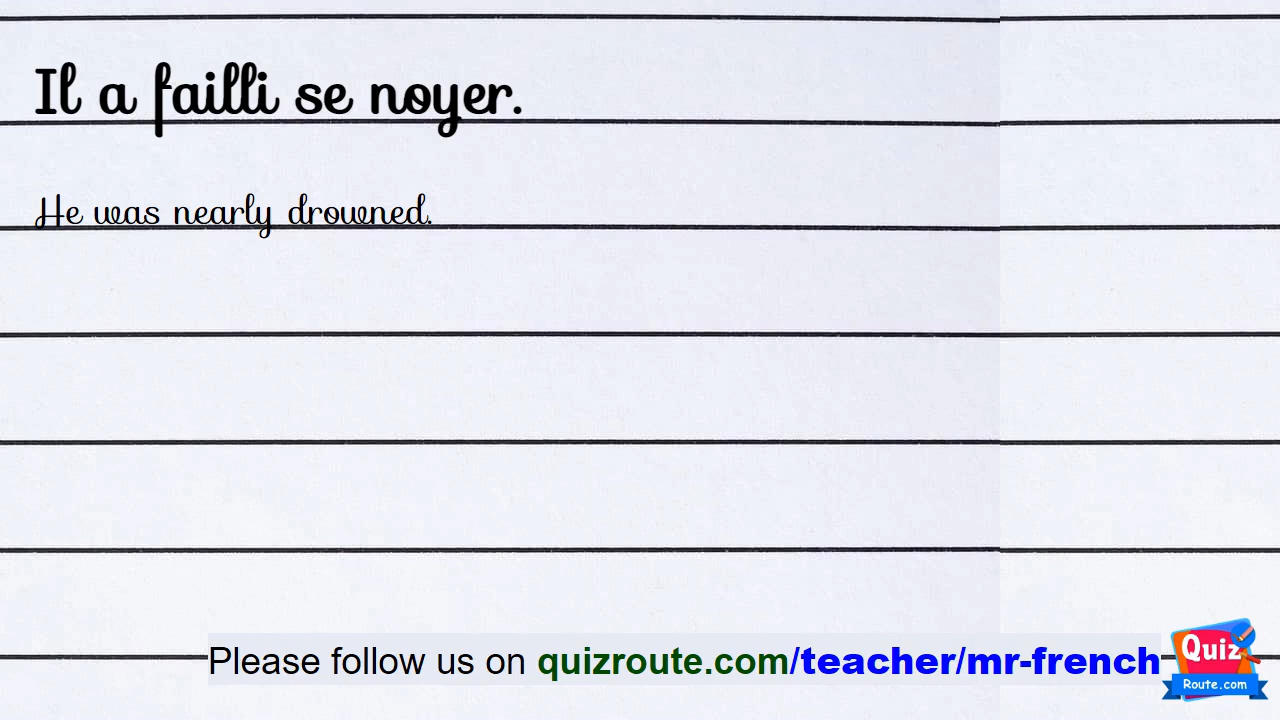 Il a failli se noyer.
He was nearly drowned.
Please follow us on quizroute.com/teacher/mr-french
Quiz
Route.com